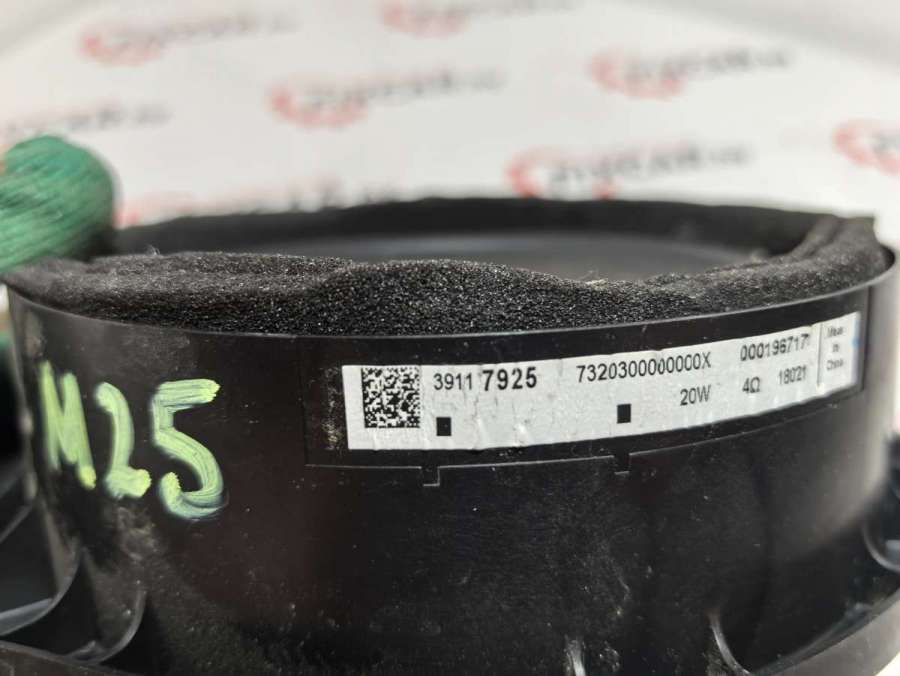 3911 7925 7320300000000X 000196717
20W 4Ω 18021
Made
In
China
M25